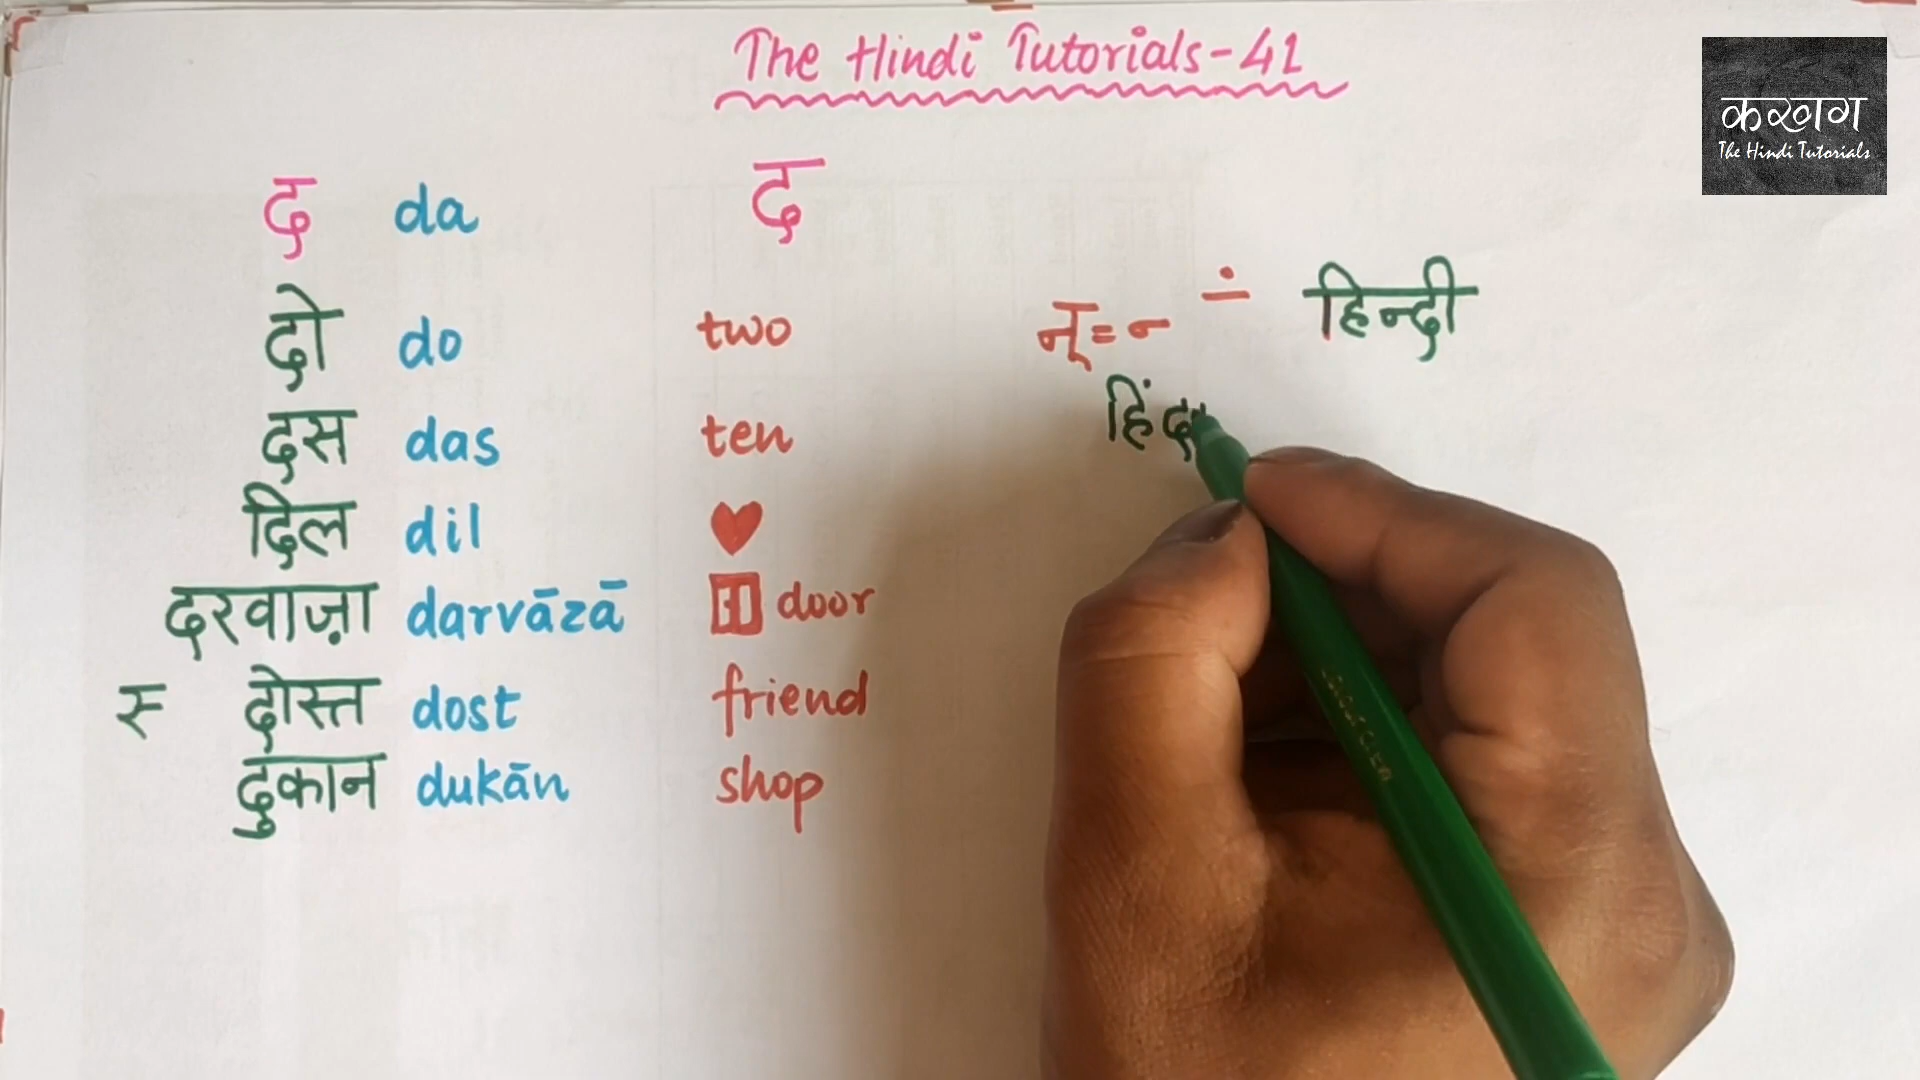 The Hindi Tutorials-41
कखग
The Hindi Tutorials
द da द
दो do two
दस das ten
दिल dil
दरवाज़ा darvāzā door
स् दोस्त dost friend
दुकान dukān shop
न् = न्‍ ं हिन्दी
हिंद